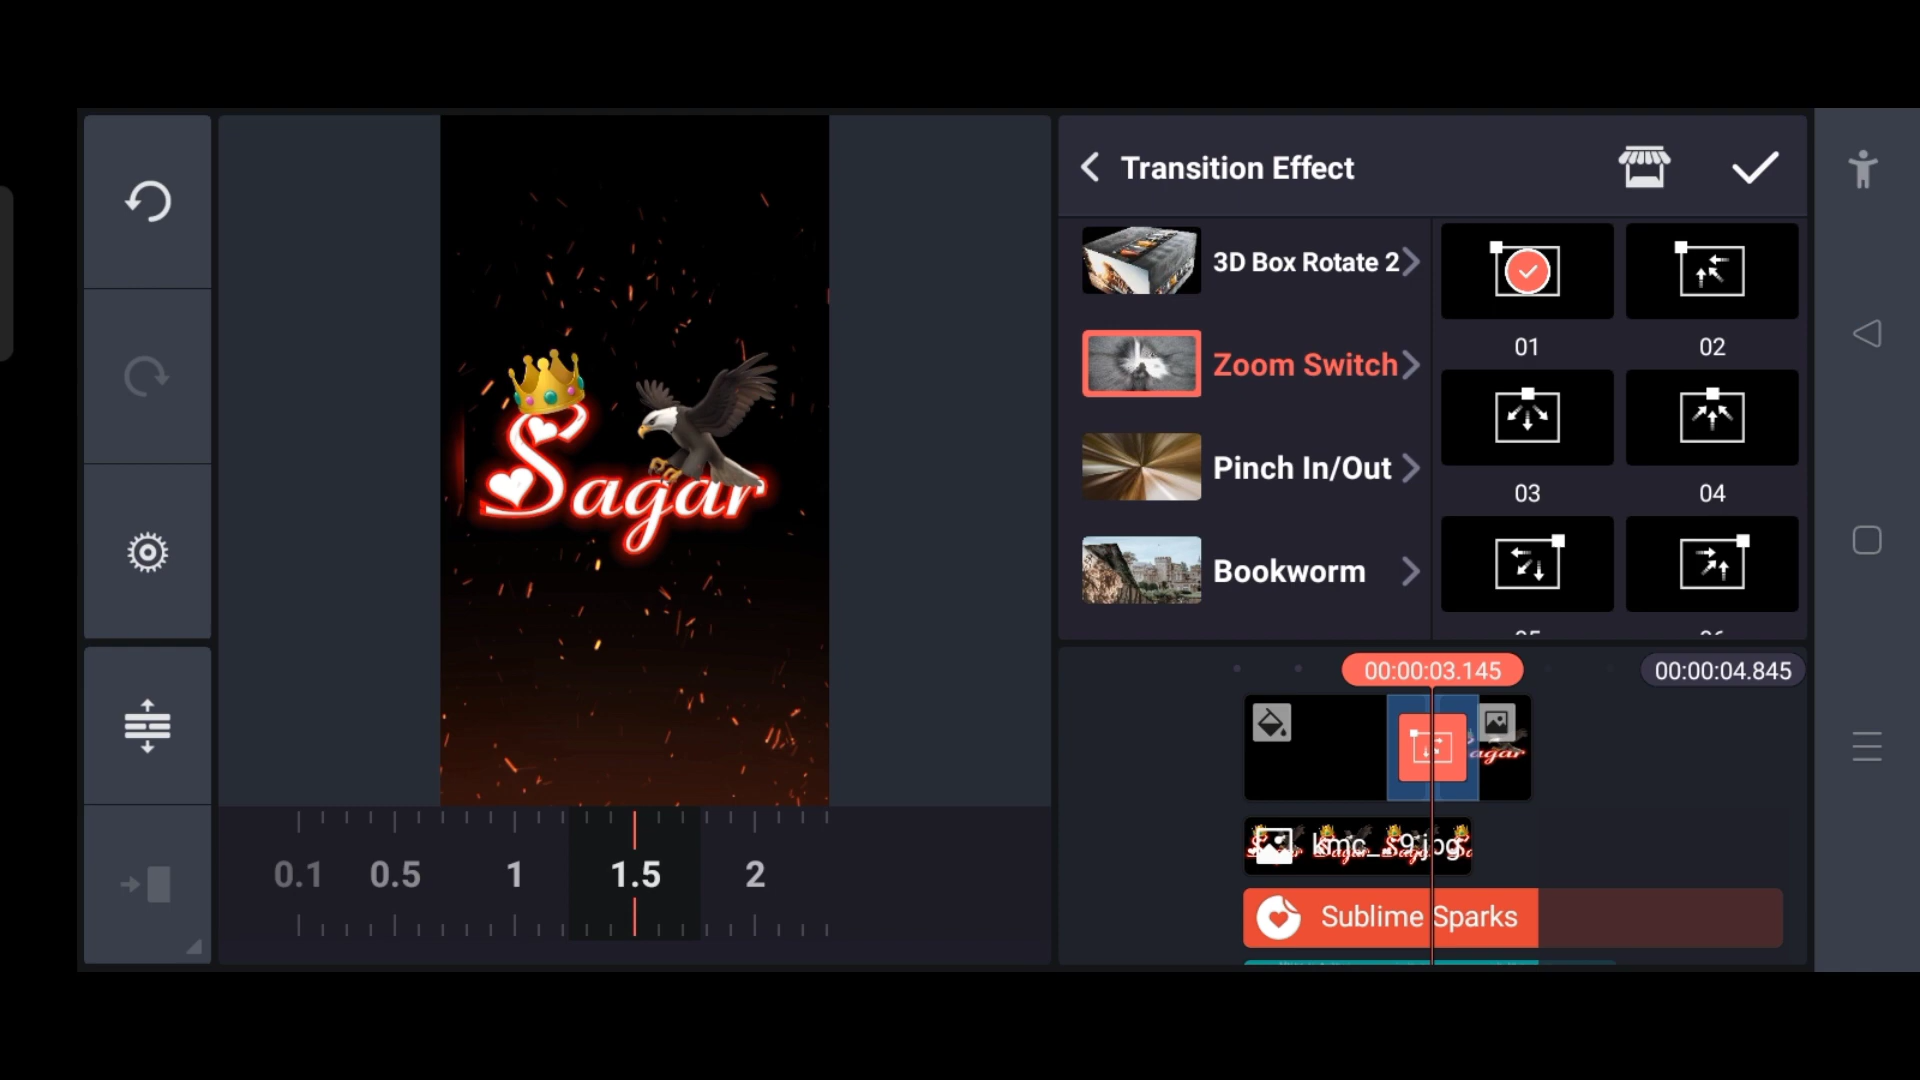 Transition Effect
3D Box Rotate 2
Zoom Switch
Pinch In/Out
Bookworm
01
02
03
04
Sagar
0.1
0.5
1
1.5
2
00:00:03.145
00:00:04.845
agar
Sublime Sparks